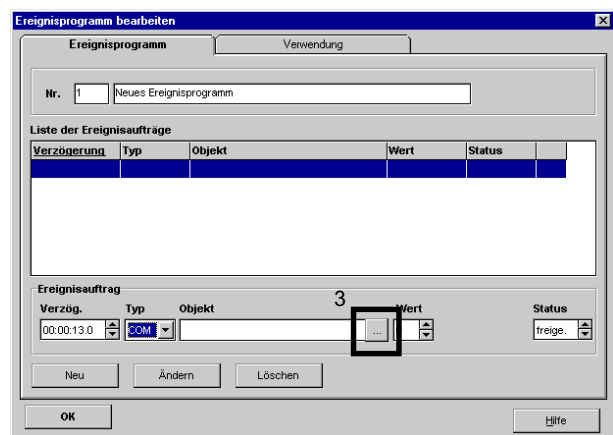 Ereignisprogramm bearbeiten
Ereignisprogramm Verwendung
Nr. 1 Neues Ereignisprogramm
Liste der Ereignisaufträge
Verzögerung Typ Objekt Wert Status
Ereignisauftrag
3
Verzög. Typ Objekt Wert Status
00:00:13.0 COM ... freige.
Neu Ändern Löschen
OK Hilfe